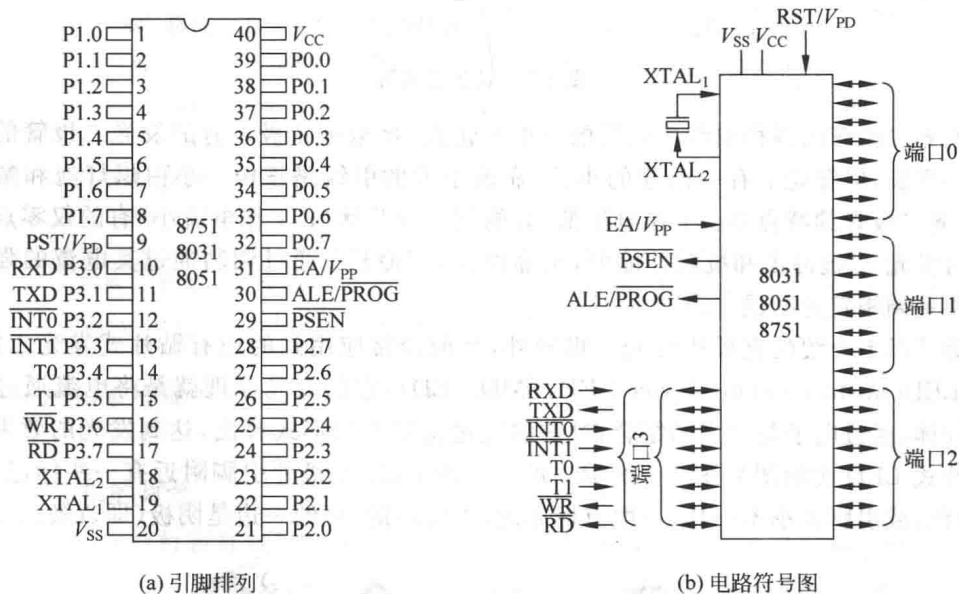 P1.0 1 40 VCC
P1.1 2 39 P0.0
P1.2 3 38 P0.1
P1.3 4 37 P0.2
P1.4 5 36 P0.3
P1.5 6 35 P0.4
P1.6 7 34 P0.5
P1.7 8 33 P0.6
PST/VPD 9 8751 32 P0.7
RXD P3.0 10 8031 31 EA/VPP
TXD P3.1 11 8051 30 ALE/PROG
INT0 P3.2 12 29 PSEN
INT1 P3.3 13 28 P2.7
T0 P3.4 14 27 P2.6
T1 P3.5 15 26 P2.5
WR P3.6 16 25 P2.4
RD P3.7 17 24 P2.3
XTAL2 18 23 P2.2
XTAL1 19 22 P2.1
VSS 20 21 P2.0
(a) 引脚排列
RST/VPD
VSS VCC
XTAL1
XTAL2
端口0
EA/VPP
PSEN
ALE/PROG
8031
8051
8751
端口1
RXD
TXD
INT0
INT1
T0
T1
WR
RD
端口3
端口2
(b) 电路符号图